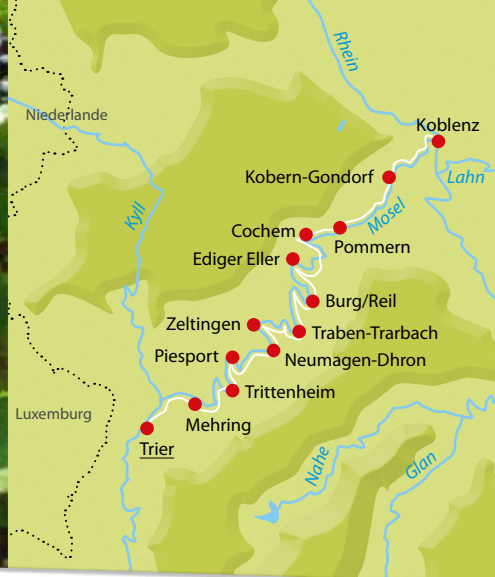 Rhein
Niederlande
Koblenz
Kobern-Gondorf
Lahn
Kyll
Mosel
Cochem
Pommern
Ediger Eller
Burg/Reil
Zeltingen
Traben-Trarbach
Piesport
Neumagen-Dhron
Trittenheim
Luxemburg
Mehring
Trier
Nahe
Glan